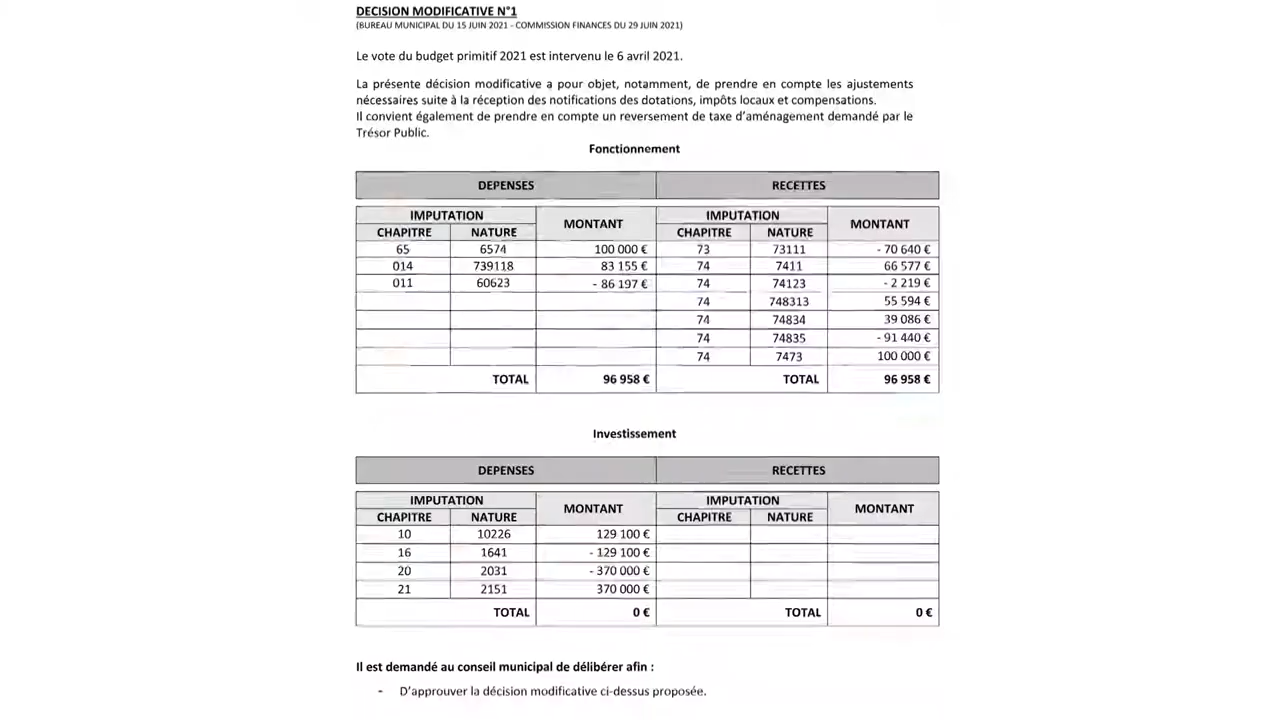 DECISION MODIFICATIVE N°1
(BUREAU MUNICIPAL DU 15 JUIN 2021 - COMMISSION FINANCES DU 29 JUIN 2021)
Le vote du budget primitif 2021 est intervenu le 6 avril 2021.
La présente décision modificative a pour objet, notamment, de prendre en compte les ajustements
nécessaires suite à la réception des notifications des dotations, impôts locaux et compensations.
Il convient également de prendre en compte un reversement de taxe d'aménagement demandé par le
Trésor Public.
Fonctionnement
DEPENSES RECETTES
IMPUTATION MONTANT IMPUTATION MONTANT
CHAPITRE NATURE CHAPITRE NATURE
65 6574 100 000 € 73 73111 - 70 640 €
014 739118 83 155 € 74 7411 66 577 €
011 60623 - 86 197 € 74 74123 - 2 219 €
74 748313 55 594 €
74 74834 39 086 €
74 74835 - 91 440 €
74 7473 100 000 €
TOTAL 96 958 € TOTAL 96 958 €
Investissement
DEPENSES RECETTES
IMPUTATION MONTANT IMPUTATION MONTANT
CHAPITRE NATURE CHAPITRE NATURE
10 10226 129 100 €
16 1641 - 129 100 €
20 2031 - 370 000 €
21 2151 370 000 €
TOTAL 0 € TOTAL 0 €
Il est demandé au conseil municipal de délibérer afin :
- D'approuver la décision modificative ci-dessus proposée.